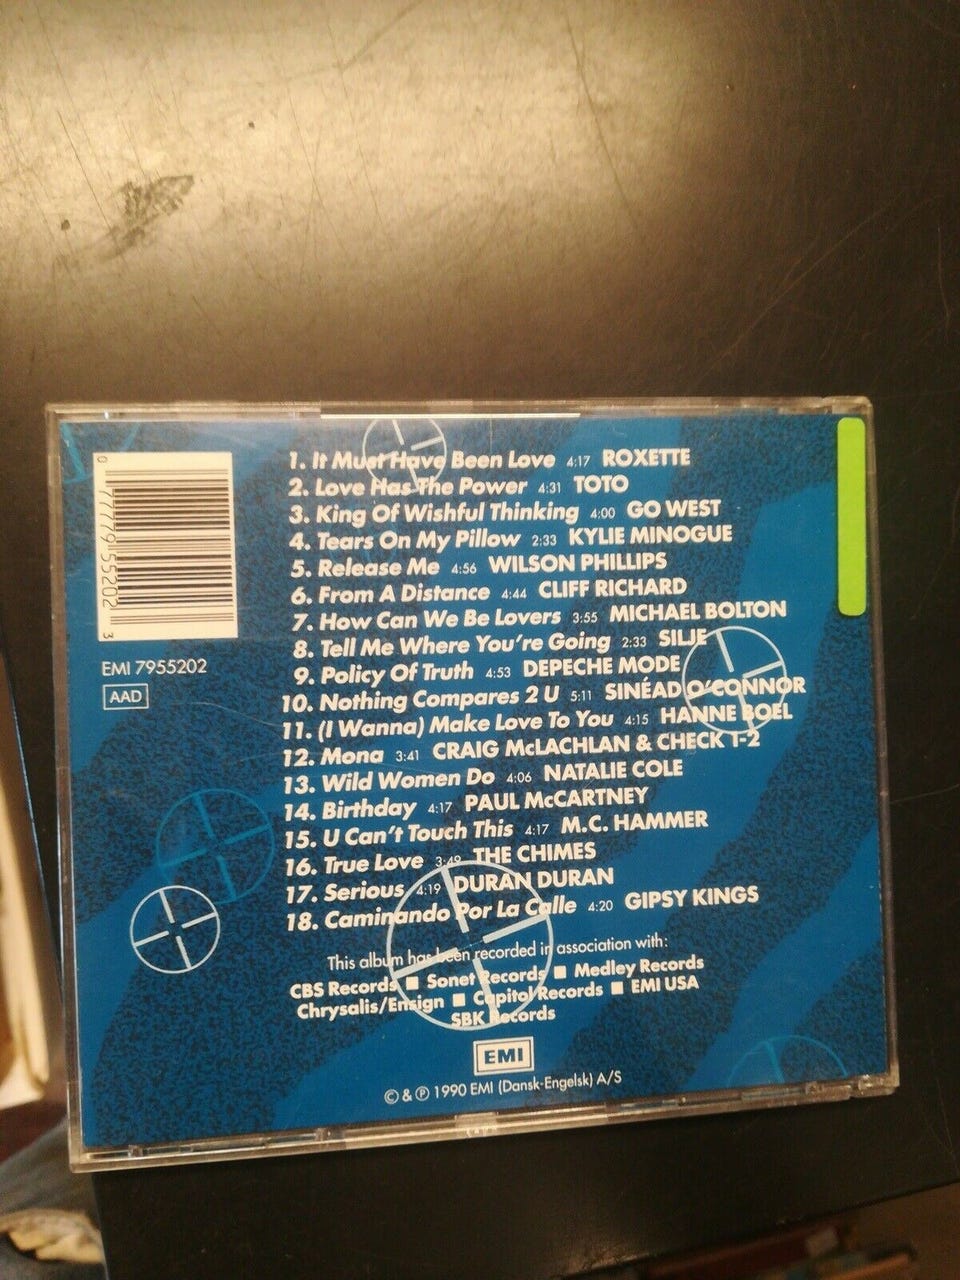 1. It Must Have Been Love 4:17 ROXETTE
2. Love Has The Power 4:31 TOTO
3. King Of Wishful Thinking 4:00 GO WEST
4. Tears On My Pillow 2:33 KYLIE MINOGUE
5. Release Me 4:56 WILSON PHILLIPS
6. From A Distance 4:44 CLIFF RICHARD
7. How Can We Be Lovers 3:55 MICHAEL BOLTON
8. Tell Me Where You're Going 2:33 SILJE
9. Policy Of Truth 4:53 DEPECHE MODE
10. Nothing Compares 2 U 5:11 SINÉAD O'CONNOR
11. (I Wanna) Make Love To You 4:15 HANNE BOEL
12. Mona 3:41 CRAIG McLACHLAN & CHECK 1-2
13. Wild Women Do 4:06 NATALIE COLE
14. Birthday 4:17 PAUL McCARTNEY
15. U Can't Touch This 4:17 M.C. HAMMER
16. True Love 3:49 THE CHIMES
17. Serious 4:19 DURAN DURAN
18. Caminando Por La Calle 4:20 GIPSY KINGS
0 77779 55202 3
EMI 7955202
AAD
This album has been recorded in association with:
CBS Records ■ Sonet Records ■ Medley Records
Chrysalis/Ensign ■ Capitol Records ■ EMI USA
SBK Records
EMI
© & ℗ 1990 EMI (Dansk-Engelsk) A/S